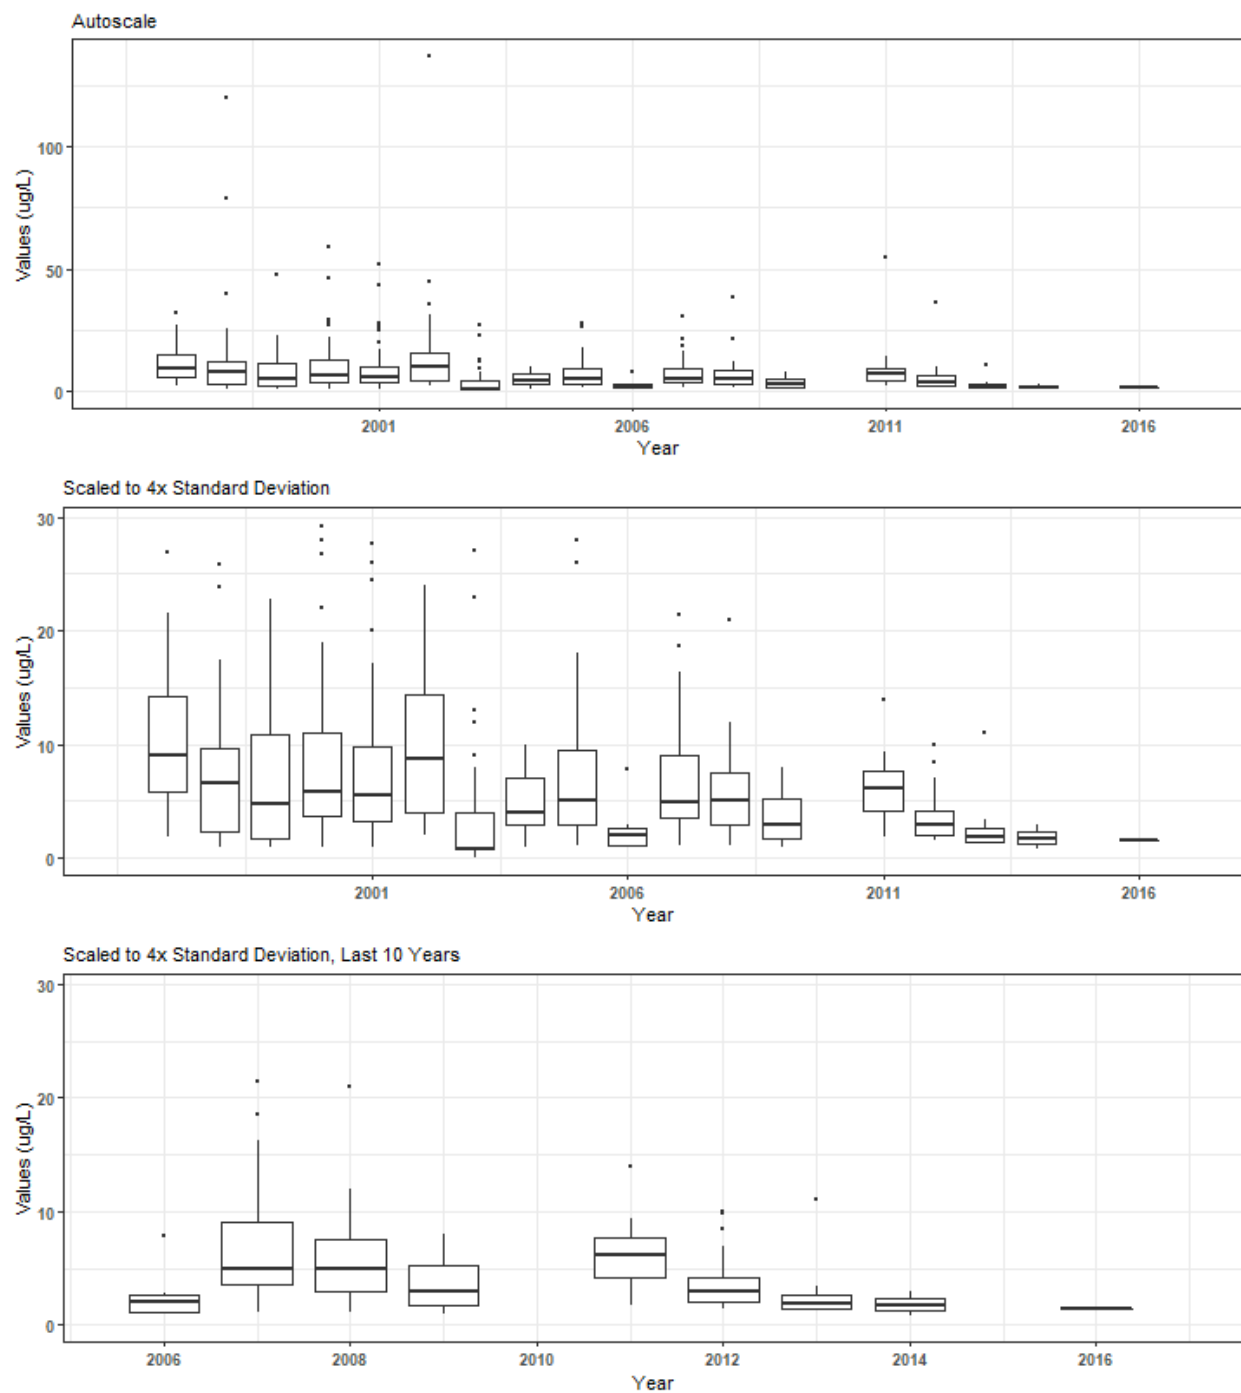 Autoscale
100
50
0
Values (ug/L)
2001 2006 2011 2016
Year
Scaled to 4x Standard Deviation
30
20
10
0
Values (ug/L)
2001 2006 2011 2016
Year
Scaled to 4x Standard Deviation, Last 10 Years
30
20
10
0
Values (ug/L)
2006 2008 2010 2012 2014 2016
Year